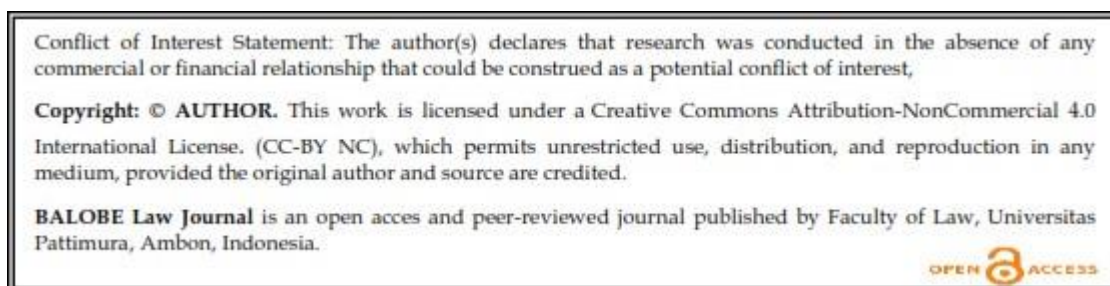 Conflict of Interest Statement: The author(s) declares that research was conducted in the absence of any
commercial or financial relationship that could be construed as a potential conflict of interest,
Copyright: © AUTHOR. This work is licensed under a Creative Commons Attribution-NonCommercial 4.0
International License. (CC-BY NC), which permits unrestricted use, distribution, and reproduction in any
medium, provided the original author and source are credited.
BALOBE Law Journal is an open acces and peer-reviewed journal published by Faculty of Law, Universitas
Pattimura, Ambon, Indonesia.
OPEN ACCESS